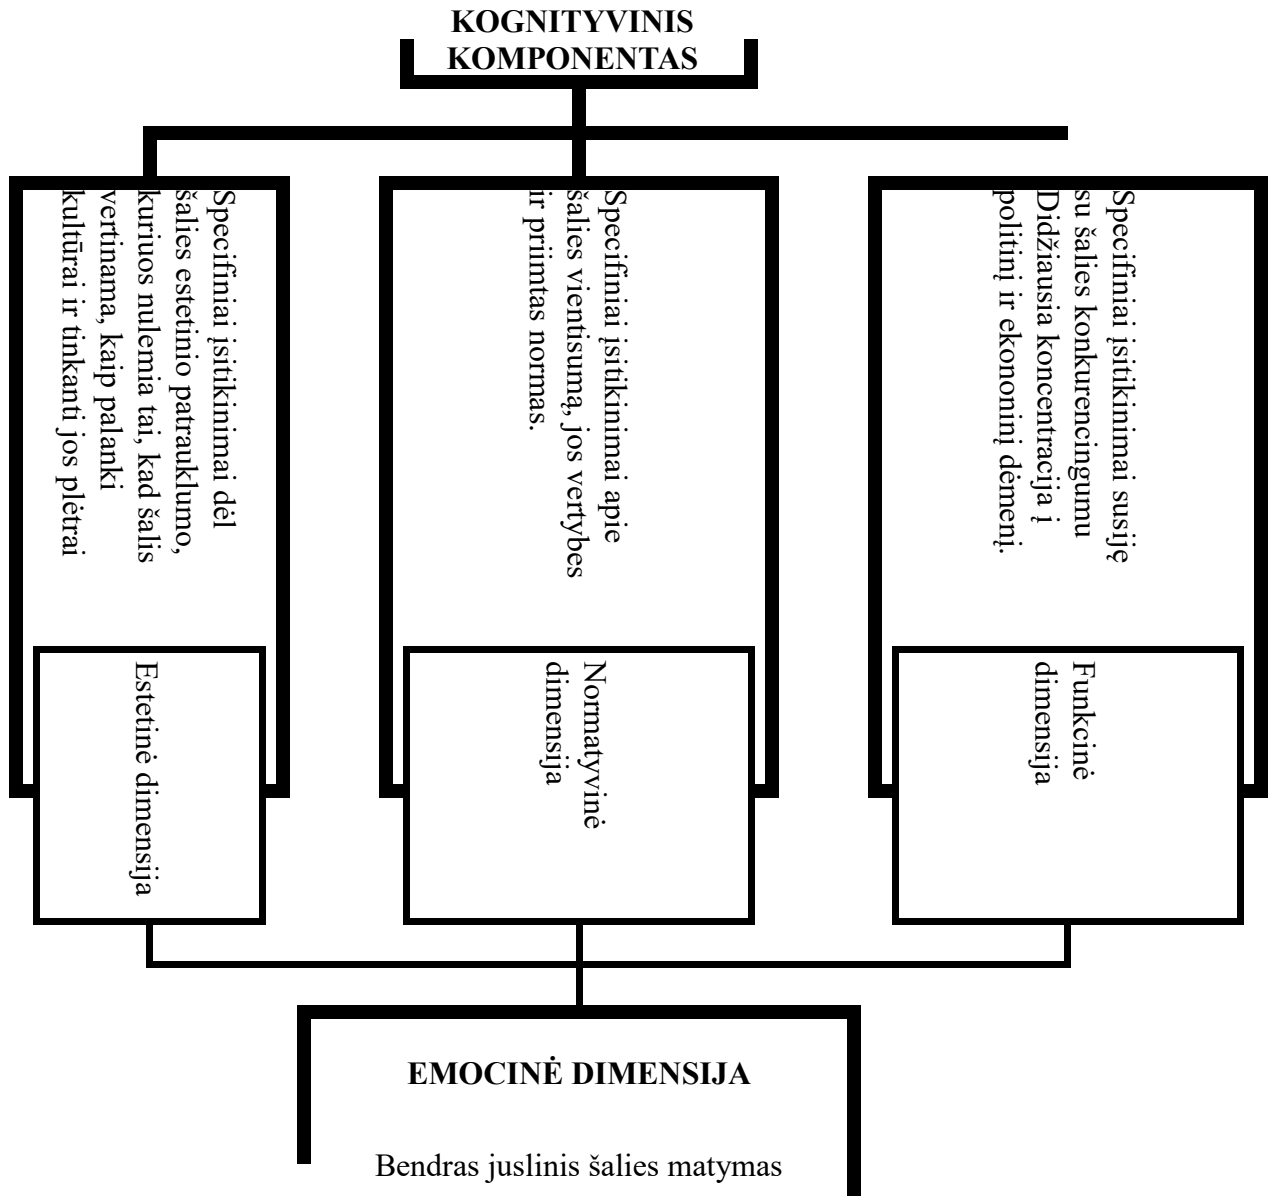 KOGNITYVINIS
KOMPONENTAS
Specifiniai įsitikinimai dėl
šalies estetinio patrauklumo,
kuriuos nulemia tai, kad šalis
vertinama, kaip palanki
kultūrai ir tinkanti jos plėtrai
Specifiniai įsitikinimai apie
šalies vientisumą, jos vertybes
ir priimtas normas.
Specifiniai įsitikinimai susiję
su šalies konkurencingumu
Didžiausia koncentracija į
politinį ir ekononinį dėmenį.
Estetinė dimensija
Normatyvinė
dimensija
Funkcinė
dimensija
EMOCINĖ DIMENSIJA
Bendras juslinis šalies matymas